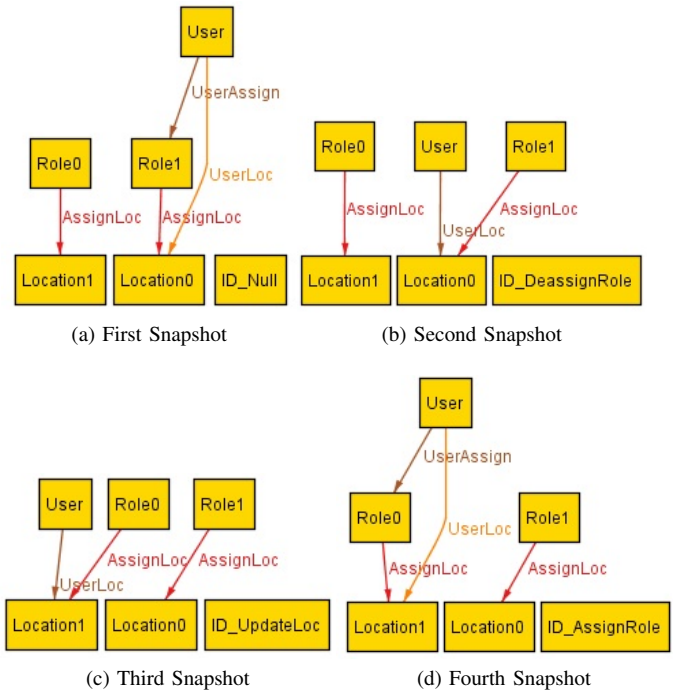 User
UserAssign
Role0
Role1
UserLoc
AssignLoc
AssignLoc
Location1
Location0
ID_Null
(a) First Snapshot
Role0
User
Role1
AssignLoc
AssignLoc
UserLoc
Location1
Location0
ID_DeassignRole
(b) Second Snapshot
User
Role0
Role1
AssignLoc
AssignLoc
UserLoc
Location1
Location0
ID_UpdateLoc
(c) Third Snapshot
User
UserAssign
Role0
Role1
UserLoc
AssignLoc
AssignLoc
Location1
Location0
ID_AssignRole
(d) Fourth Snapshot